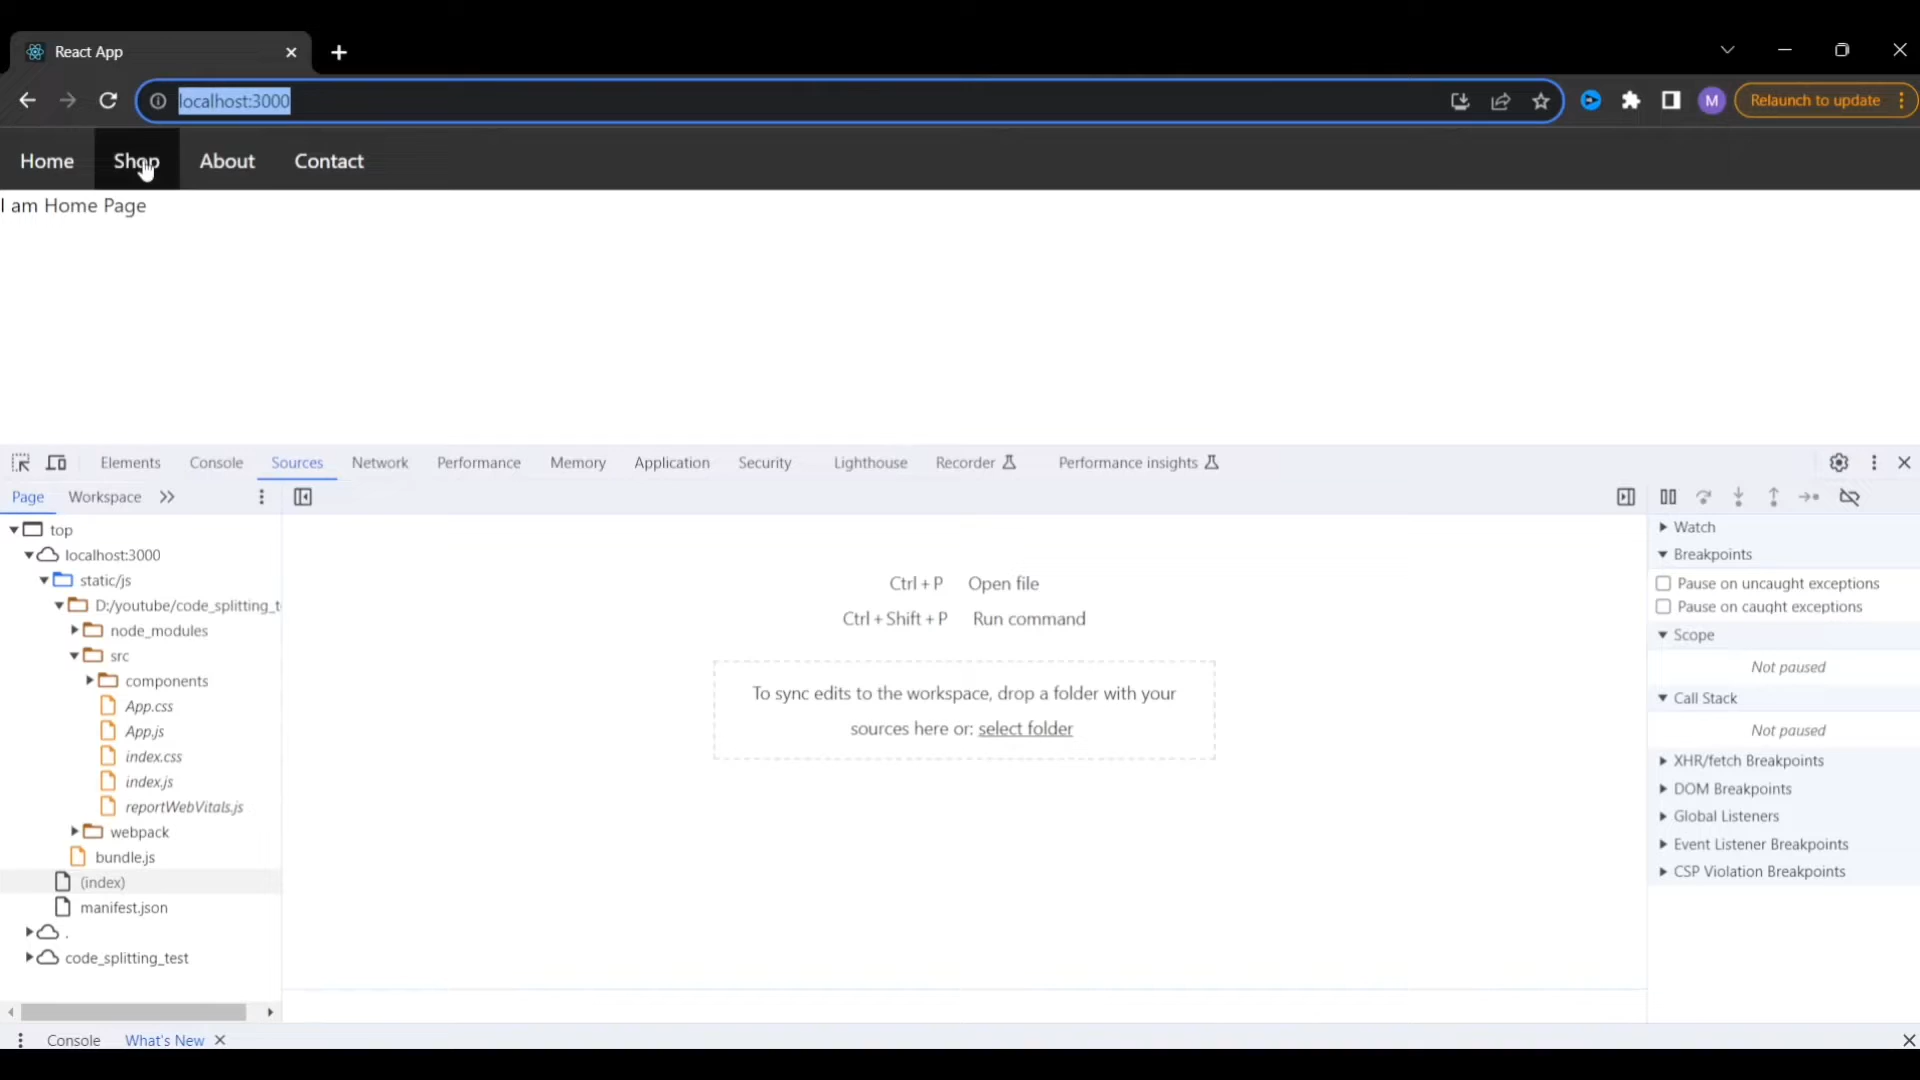 React App
localhost:3000
M
Relaunch to update
Home Shop About Contact
I am Home Page
Elements Console Sources Network Performance Memory Application Security Lighthouse Recorder Performance insights
Page Workspace
top
localhost:3000
static/js
D:/youtube/code_splitting_t
node_modules
src
components
App.css
App.js
index.css
index.js
reportWebVitals.js
webpack
bundle.js
(index)
manifest.json
.
code_splitting_test
Ctrl + P Open file
Ctrl + Shift + P Run command
To sync edits to the workspace, drop a folder with your
sources here or: select folder
Watch
Breakpoints
Pause on uncaught exceptions
Pause on caught exceptions
Scope
Not paused
Call Stack
Not paused
XHR/fetch Breakpoints
DOM Breakpoints
Global Listeners
Event Listener Breakpoints
CSP Violation Breakpoints
Console What's New